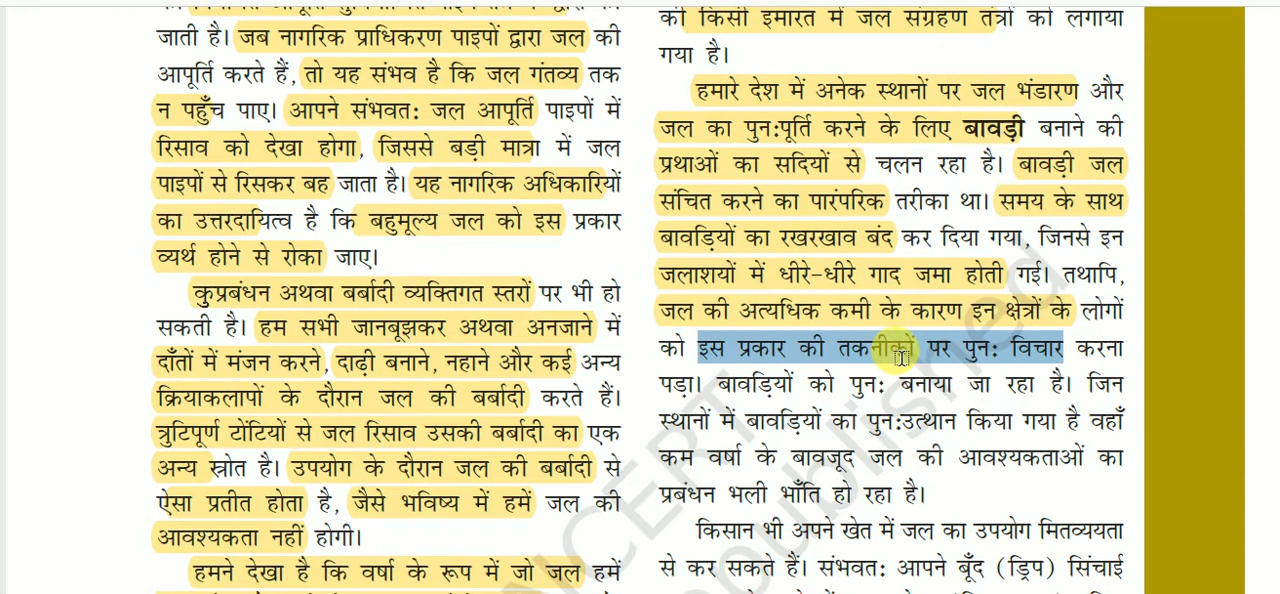 जाती है। जब नागरिक प्राधिकरण पाइपों द्वारा जल की
आपूर्ति करते हैं, तो यह संभव है कि जल गंतव्य तक
न पहुँच पाए। आपने संभवत: जल आपूर्ति पाइपों में
रिसाव को देखा होगा, जिससे बड़ी मात्रा में जल
पाइपों से रिसकर बह जाता है। यह नागरिक अधिकारियों
का उत्तरदायित्व है कि बहुमूल्य जल को इस प्रकार
व्यर्थ होने से रोका जाए।
कुप्रबंधन अथवा बर्बादी व्यक्तिगत स्तरों पर भी हो
सकती है। हम सभी जानबूझकर अथवा अनजाने में
दाँतों में मंजन करने, दाढ़ी बनाने, नहाने और कई अन्य
क्रियाकलापों के दौरान जल की बर्बादी करते हैं।
त्रुटिपूर्ण टोंटियों से जल रिसाव उसकी बर्बादी का एक
अन्य स्रोत है। उपयोग के दौरान जल की बर्बादी से
ऐसा प्रतीत होता है, जैसे भविष्य में हमें जल की
आवश्यकता नहीं होगी।
हमने देखा है कि वर्षा के रूप में जो जल हमें
की किसी इमारत में जल संग्रहण तंत्रों को लगाया
गया है।
हमारे देश में अनेक स्थानों पर जल भंडारण और
जल का पुन:पूर्ति करने के लिए बावड़ी बनाने की
प्रथाओं का सदियों से चलन रहा है। बावड़ी जल
संचित करने का पारंपरिक तरीका था। समय के साथ
बावड़ियों का रखरखाव बंद कर दिया गया, जिनसे इन
जलाशयों में धीरे-धीरे गाद जमा होती गई। तथापि,
जल की अत्यधिक कमी के कारण इन क्षेत्रों के लोगों
को इस प्रकार की तकनीकों पर पुन: विचार करना
पड़ा। बावड़ियों को पुन: बनाया जा रहा है। जिन
स्थानों में बावड़ियों का पुन:उत्थान किया गया है वहाँ
कम वर्षा के बावजूद जल की आवश्यकताओं का
प्रबंधन भली भाँति हो रहा है।
किसान भी अपने खेत में जल का उपयोग मितव्ययता
से कर सकते हैं। संभवत: आपने बूँद (ड्रिप) सिंचाई
NCERT
published